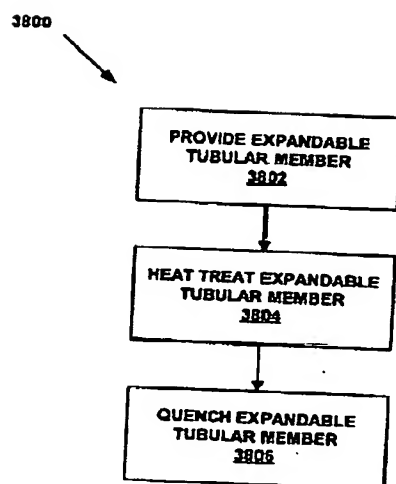 3800
PROVIDE EXPANDABLE
TUBULAR MEMBER
3802
HEAT TREAT EXPANDABLE
TUBULAR MEMBER
3804
QUENCH EXPANDABLE
TUBULAR MEMBER
3806